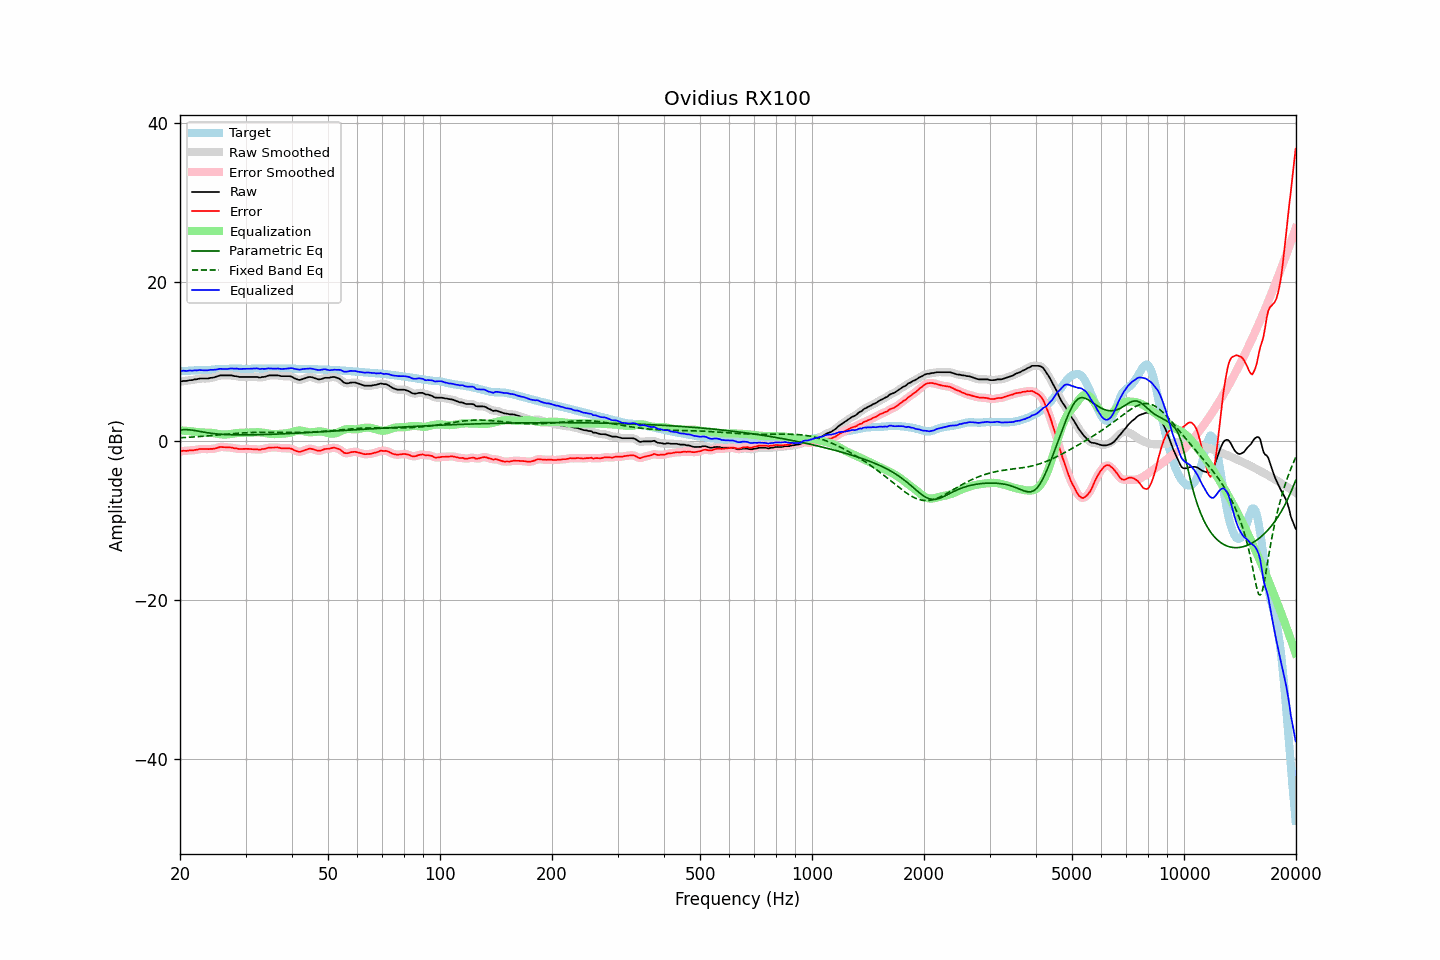 Ovidius RX100
Amplitude (dBr)
40
20
0
−20
−40
Target
Raw Smoothed
Error Smoothed
Raw
Error
Equalization
Parametric Eq
Fixed Band Eq
Equalized
20 50 100 200 500 1000 2000 5000 10000 20000
Frequency (Hz)